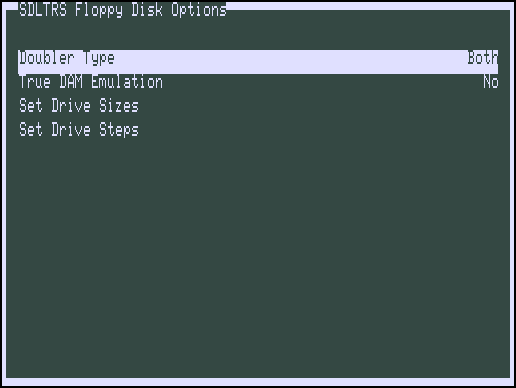 SDLTRS Floppy Disk Options
Doubler Type Both
True DAM Emulation No
Set Drive Sizes
Set Drive Steps